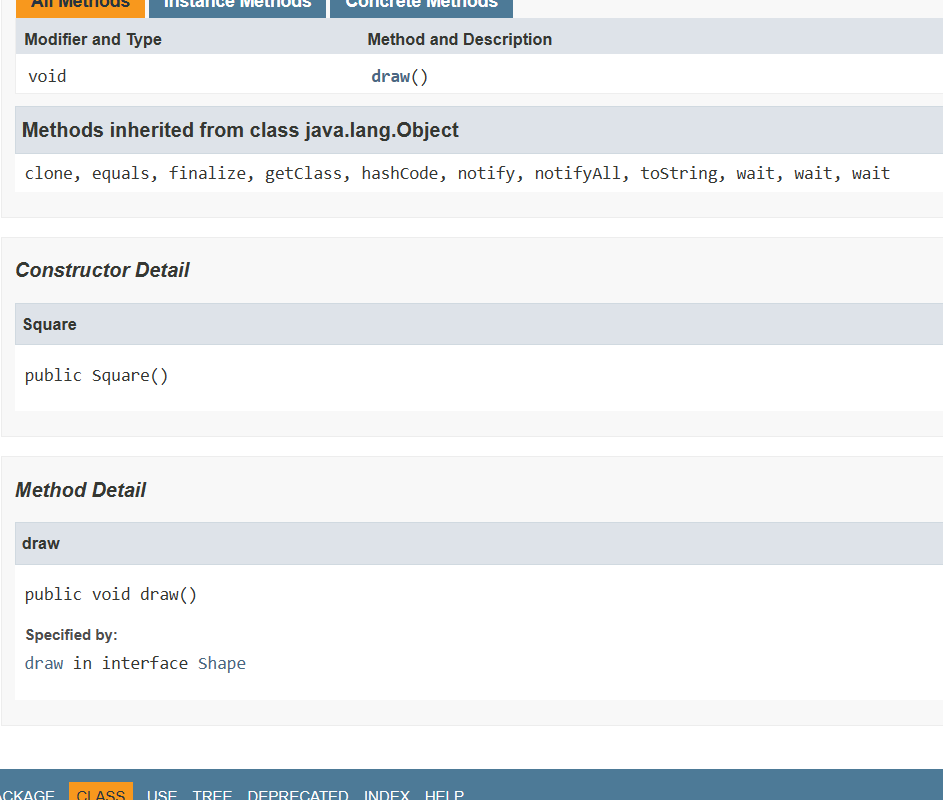 All Methods Instance Methods Concrete Methods
Modifier and Type Method and Description
void draw()
Methods inherited from class java.lang.Object
clone, equals, finalize, getClass, hashCode, notify, notifyAll, toString, wait, wait, wait
Constructor Detail
Square
public Square()
Method Detail
draw
public void draw()
Specified by:
draw in interface Shape
CLASS USE TREE DEPRECATED INDEX HELP